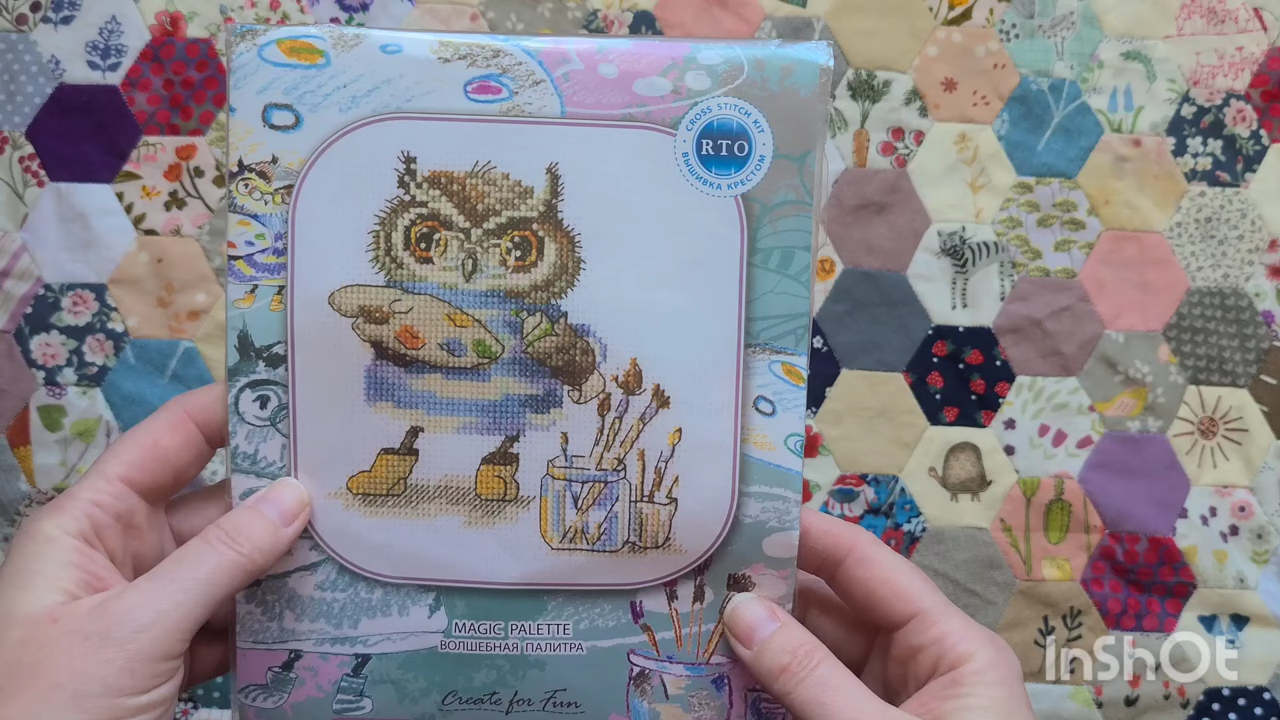 CROSS STITCH KIT
RTO
ВЫШИВКА КРЕСТОМ
MAGIC PALETTE
ВОЛШЕБНАЯ ПАЛИТРА
Create for Fun
InShOt